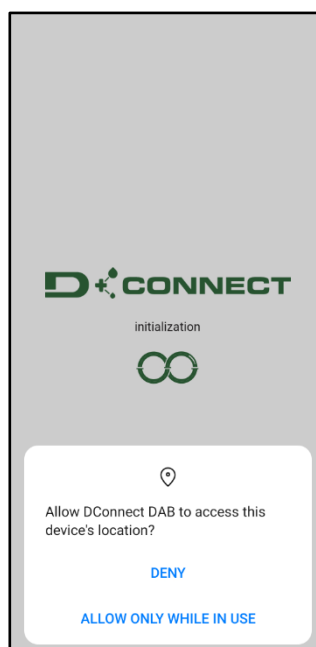 D CONNECT
initialization
Allow DConnect DAB to access this
device's location?
DENY
ALLOW ONLY WHILE IN USE